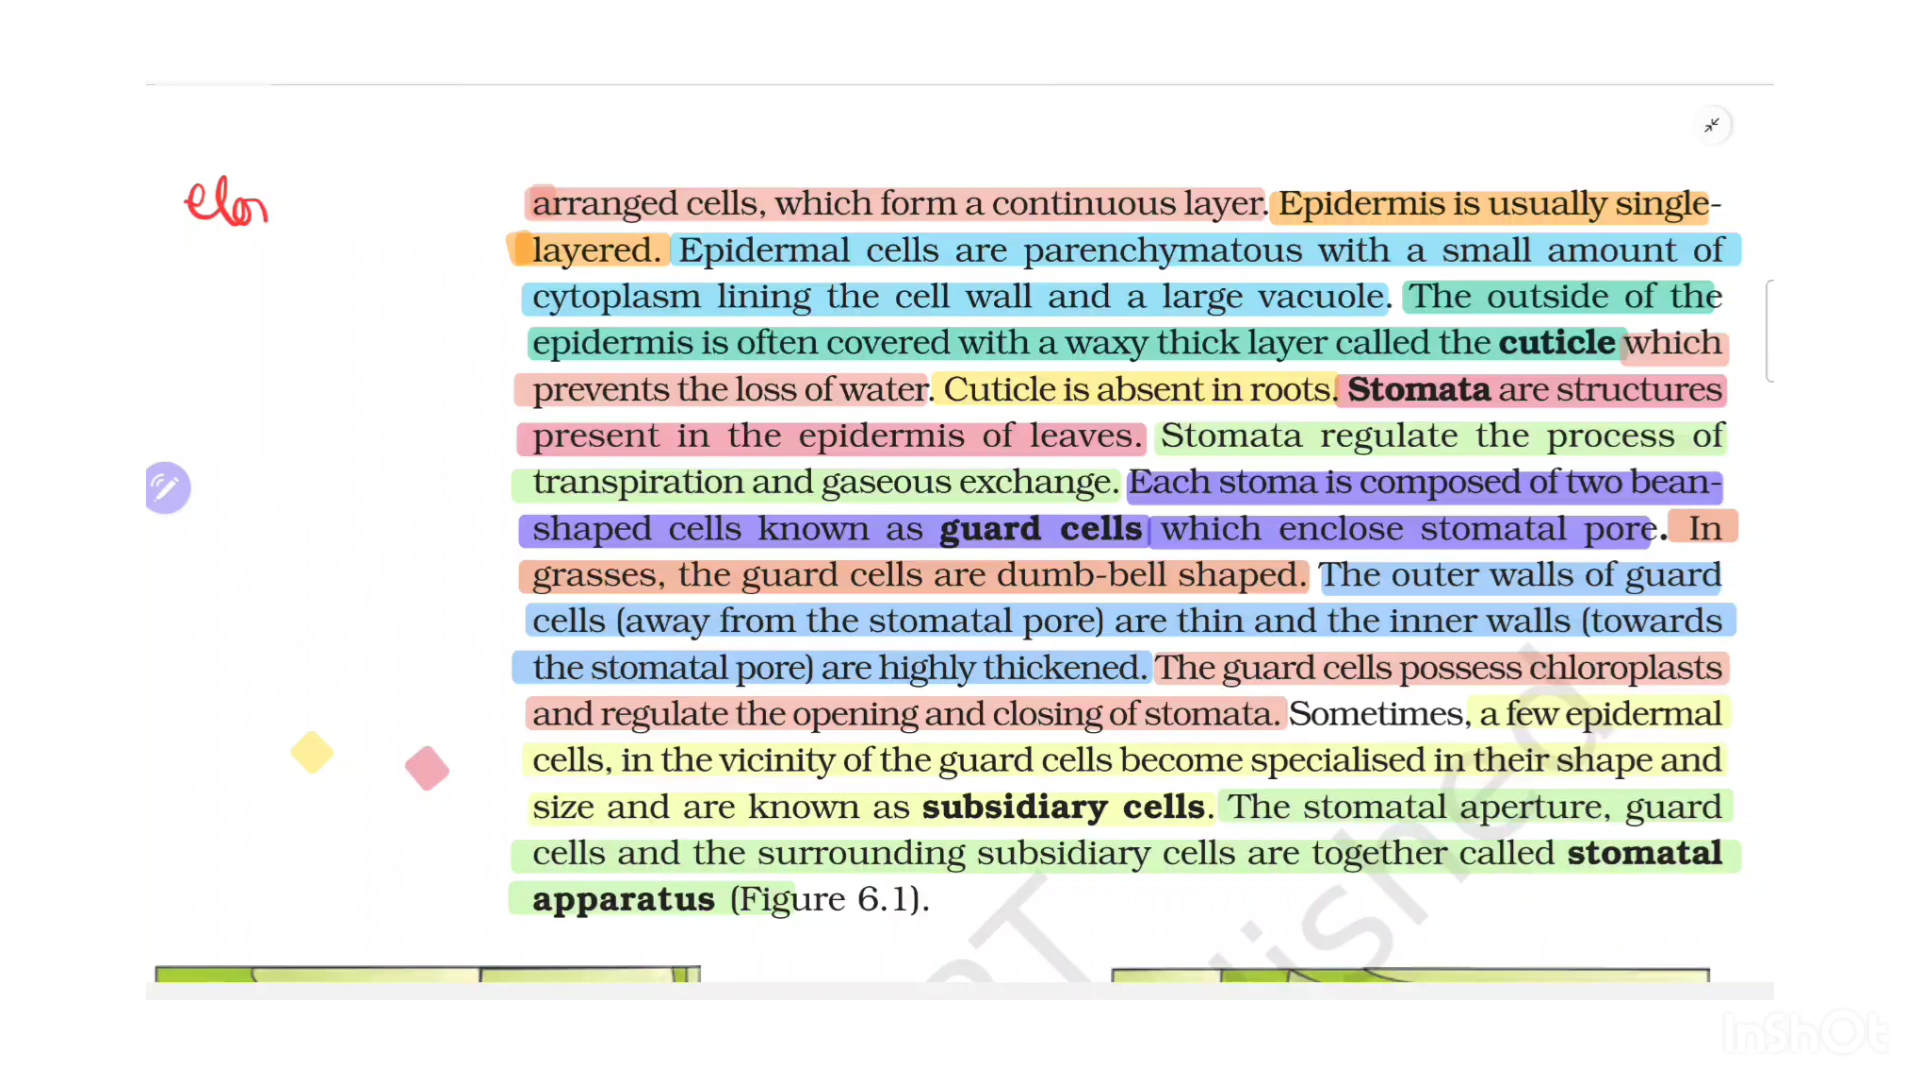 elon
arranged cells, which form a continuous layer. Epidermis is usually single-
layered. Epidermal cells are parenchymatous with a small amount of
cytoplasm lining the cell wall and a large vacuole. The outside of the
epidermis is often covered with a waxy thick layer called the cuticle which
prevents the loss of water. Cuticle is absent in roots. Stomata are structures
present in the epidermis of leaves. Stomata regulate the process of
transpiration and gaseous exchange. Each stoma is composed of two bean-
shaped cells known as guard cells which enclose stomatal pore. In
grasses, the guard cells are dumb-bell shaped. The outer walls of guard
cells (away from the stomatal pore) are thin and the inner walls (towards
the stomatal pore) are highly thickened. The guard cells possess chloroplasts
and regulate the opening and closing of stomata. Sometimes, a few epidermal
cells, in the vicinity of the guard cells become specialised in their shape and
size and are known as subsidiary cells. The stomatal aperture, guard
cells and the surrounding subsidiary cells are together called stomatal
apparatus (Figure 6.1).
InShOt